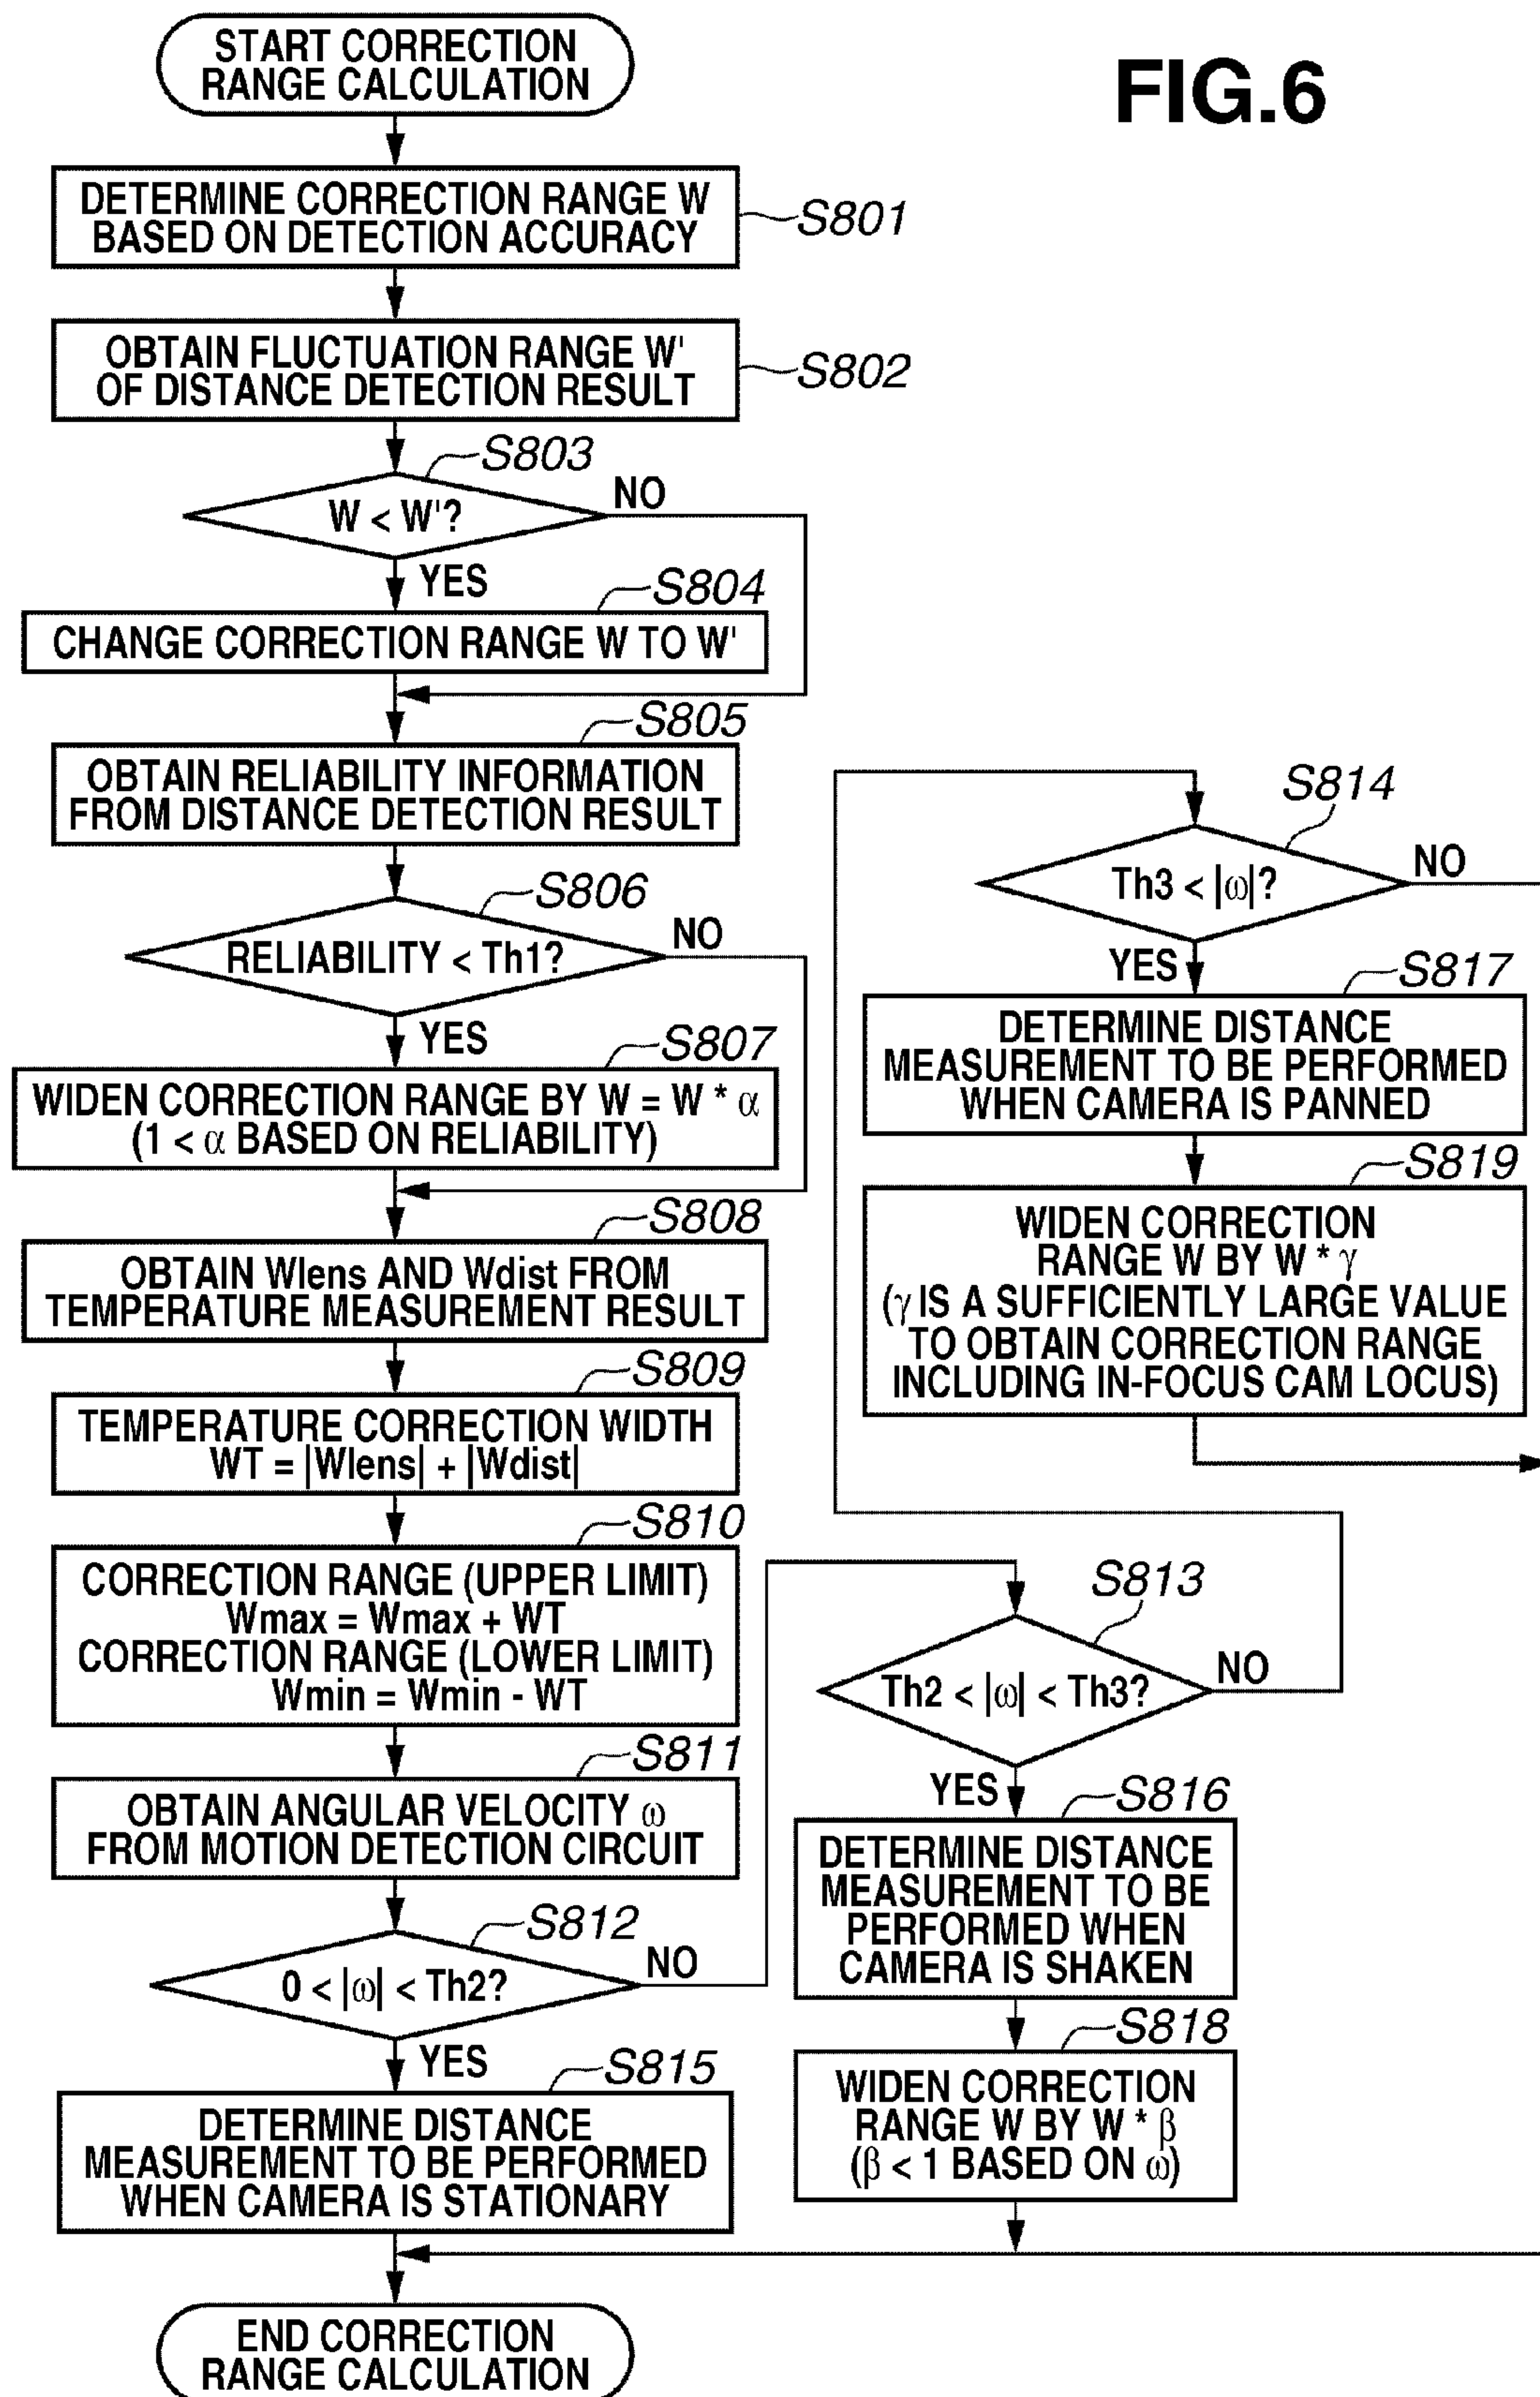 FIG.6
START CORRECTION
RANGE CALCULATION
DETERMINE CORRECTION RANGE W
BASED ON DETECTION ACCURACY
S801
OBTAIN FLUCTUATION RANGE W'
OF DISTANCE DETECTION RESULT
S802
S803
W < W'?
NO
YES
S804
CHANGE CORRECTION RANGE W TO W'
S805
OBTAIN RELIABILITY INFORMATION
FROM DISTANCE DETECTION RESULT
S806
RELIABILITY < Th1?
NO
YES
S807
WIDEN CORRECTION RANGE BY W = W * α
(1 < α BASED ON RELIABILITY)
S808
OBTAIN Wlens AND Wdist FROM
TEMPERATURE MEASUREMENT RESULT
S809
TEMPERATURE CORRECTION WIDTH
WT = |Wlens| + |Wdist|
S810
CORRECTION RANGE (UPPER LIMIT)
Wmax = Wmax + WT
CORRECTION RANGE (LOWER LIMIT)
Wmin = Wmin - WT
S811
OBTAIN ANGULAR VELOCITY ω
FROM MOTION DETECTION CIRCUIT
S812
0 < |ω| < Th2?
NO
YES
S815
DETERMINE DISTANCE
MEASUREMENT TO BE PERFORMED
WHEN CAMERA IS STATIONARY
END CORRECTION
RANGE CALCULATION
S813
Th2 < |ω| < Th3?
NO
YES
S816
DETERMINE DISTANCE
MEASUREMENT TO BE
PERFORMED WHEN
CAMERA IS SHAKEN
S818
WIDEN CORRECTION
RANGE W BY W * β
(β < 1 BASED ON ω)
S814
Th3 < |ω|?
NO
YES
S817
DETERMINE DISTANCE
MEASUREMENT TO BE PERFORMED
WHEN CAMERA IS PANNED
S819
WIDEN CORRECTION
RANGE W BY W * γ
(γ IS A SUFFICIENTLY LARGE VALUE
TO OBTAIN CORRECTION RANGE
INCLUDING IN-FOCUS CAM LOCUS)